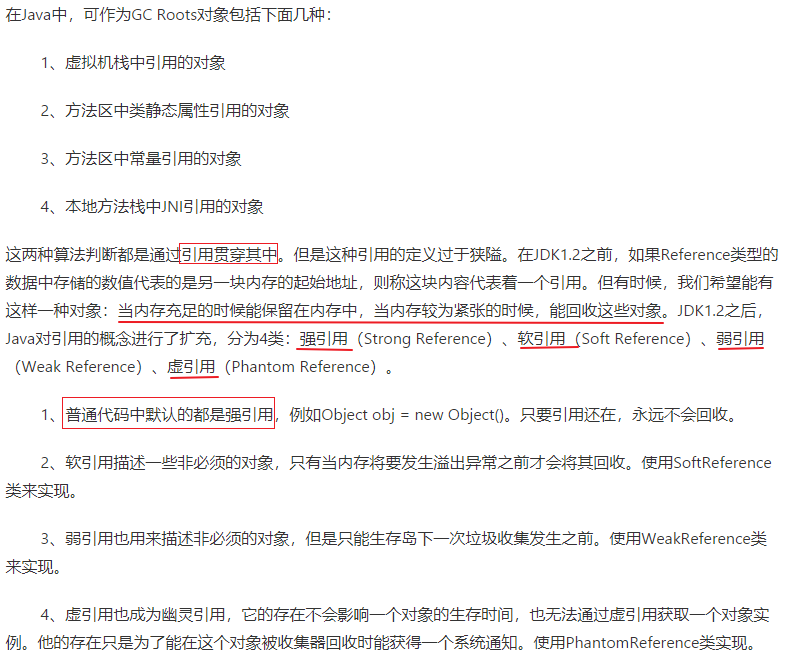 在Java中，可作为GC Roots对象包括下面几种：
1、虚拟机栈中引用的对象
2、方法区中类静态属性引用的对象
3、方法区中常量引用的对象
4、本地方法栈中JNI引用的对象
这两种算法判断都是通过引用贯穿其中。但是这种引用的定义过于狭隘。在JDK1.2之前，如果Reference类型的
数据中存储的数值代表的是另一块内存的起始地址，则称这块内容代表着一个引用。但有时候，我们希望能有
这样一种对象：当内存充足的时候能保留在内存中，当内存较为紧张的时候，能回收这些对象。JDK1.2之后，
Java对引用的概念进行了扩充，分为4类：强引用（Strong Reference）、软引用（Soft Reference）、弱引用
（Weak Reference）、虚引用（Phantom Reference）。
1、普通代码中默认的都是强引用，例如Object obj = new Object()。只要引用还在，永远不会回收。
2、软引用描述一些非必须的对象，只有当内存将要发生溢出异常之前才会将其回收。使用SoftReference
类来实现。
3、弱引用也用来描述非必须的对象，但是只能生存岛下一次垃圾收集发生之前。使用WeakReference类
来实现。
4、虚引用也成为幽灵引用，它的存在不会影响一个对象的生存时间，也无法通过虚引用获取一个对象实
例。他的存在只是为了能在这个对象被收集器回收时能获得一个系统通知。使用PhantomReference类实现。